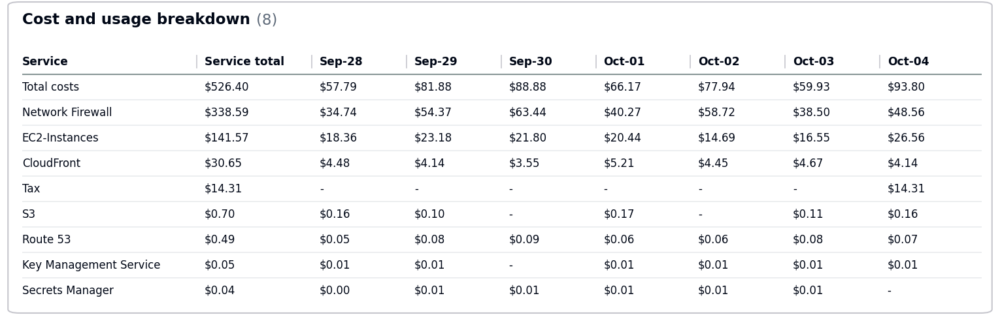 Cost and usage breakdown (8)
Service Service total Sep-28 Sep-29 Sep-30 Oct-01 Oct-02 Oct-03 Oct-04
Total costs $526.40 $57.79 $81.88 $88.88 $66.17 $77.94 $59.93 $93.80
Network Firewall $338.59 $34.74 $54.37 $63.44 $40.27 $58.72 $38.50 $48.56
EC2-Instances $141.57 $18.36 $23.18 $21.80 $20.44 $14.69 $16.55 $26.56
CloudFront $30.65 $4.48 $4.14 $3.55 $5.21 $4.45 $4.67 $4.14
Tax $14.31 - - - - - - $14.31
S3 $0.70 $0.16 $0.10 - $0.17 - $0.11 $0.16
Route 53 $0.49 $0.05 $0.08 $0.09 $0.06 $0.06 $0.08 $0.07
Key Management Service $0.05 $0.01 $0.01 - $0.01 $0.01 $0.01 $0.01
Secrets Manager $0.04 $0.00 $0.01 $0.01 $0.01 $0.01 $0.01 -